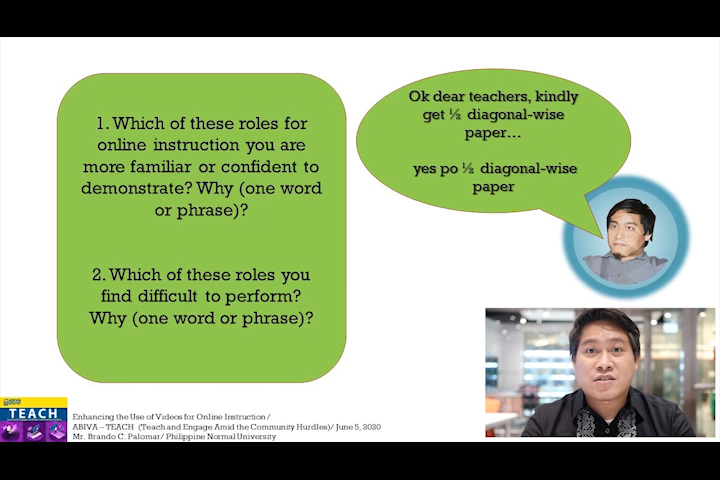 1. Which of these roles for
online instruction you are
more familiar or confident to
demonstrate? Why (one word
or phrase)?
2. Which of these roles you
find difficult to perform?
Why (one word or phrase)?
Ok dear teachers, kindly
get ½ diagonal-wise
paper…
yes po ½ diagonal-wise
paper
ABIVA
TEACH
Enhancing the Use of Videos for Online Instruction/
ABIVA – TEACH (Teach and Engage Amid the Community Hurdles)/ June 5, 2020
Mr. Brando C. Palomar/ Philippine Normal University